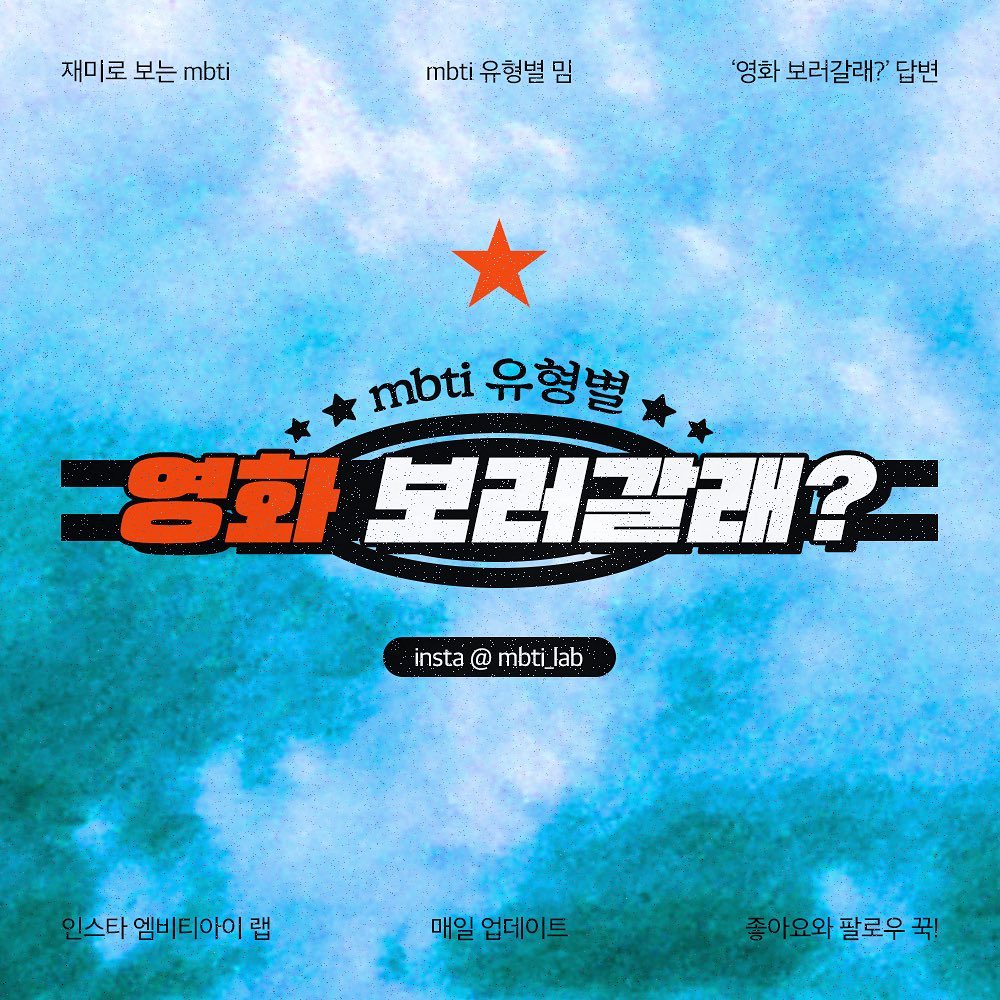 재미로 보는 mbti
mbti 유형별 밈
‘영화 보러갈래?’ 답변
mbti 유형별
영화 보러갈래?
insta @ mbti_lab
인스타 엠비티아이 랩
매일 업데이트
좋아요와 팔로우 꾹!